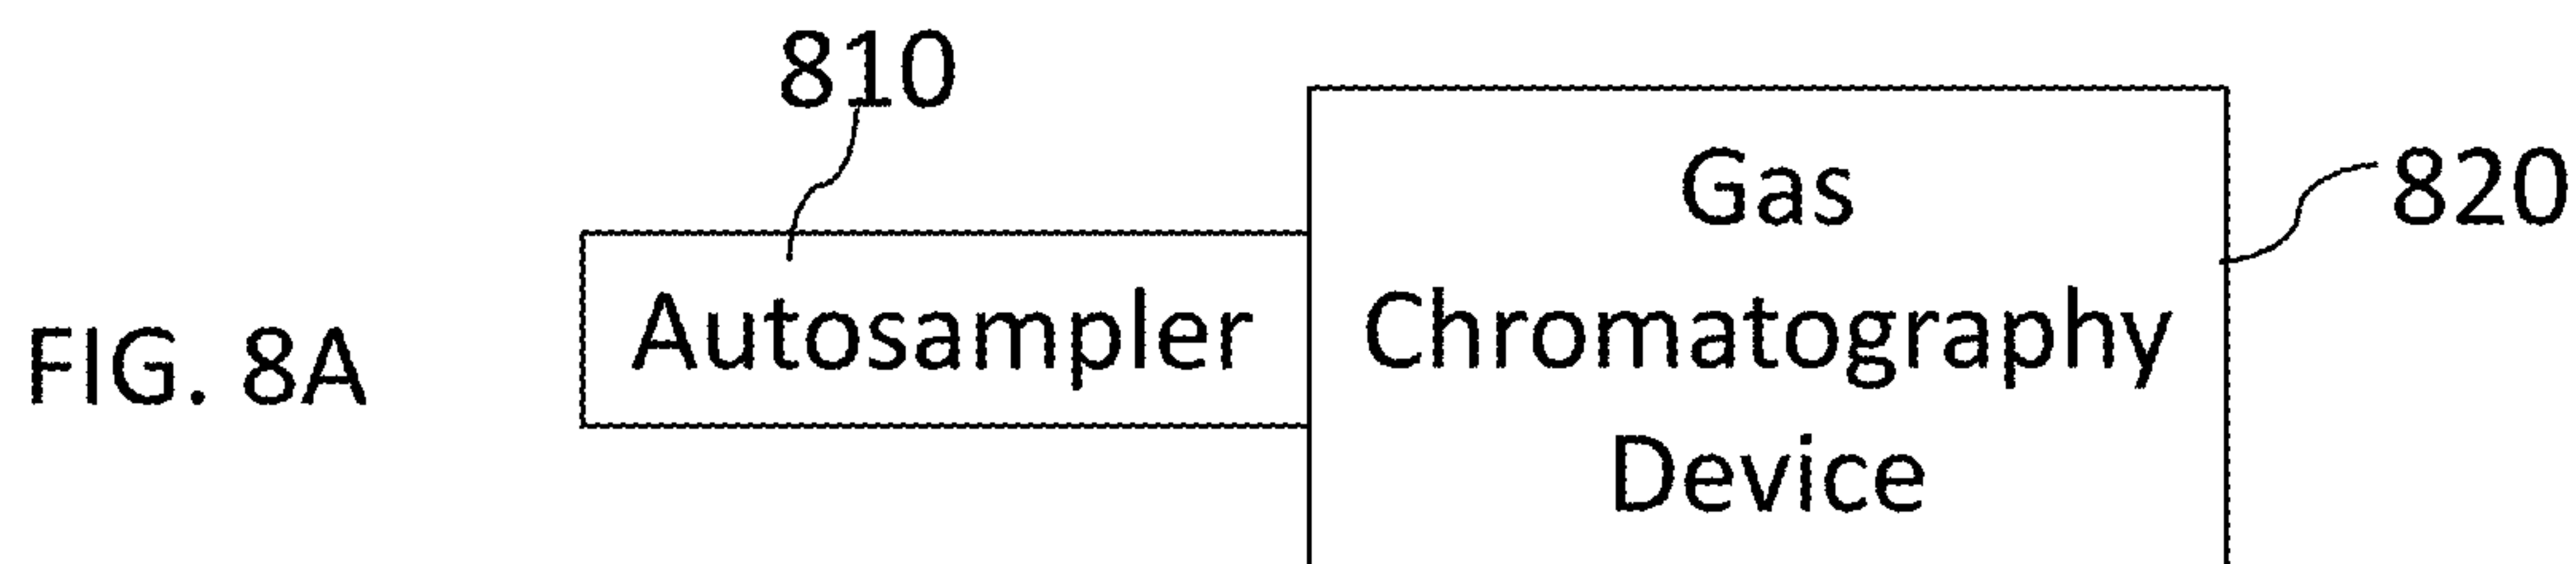 810
Gas
820
Autosampler
Chromatography
FIG. 8A
Device